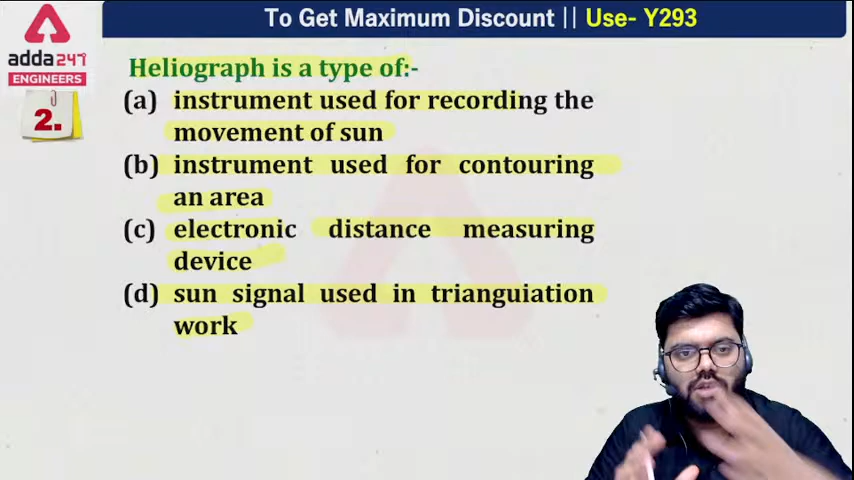 To Get Maximum Discount || Use- Y293
adda247
ENGINEERS
2.
Heliograph is a type of:-
(a) instrument used for recording the
movement of sun
(b) instrument used for contouring
an area
(c) electronic distance measuring
device
(d) sun signal used in trianguiation
work